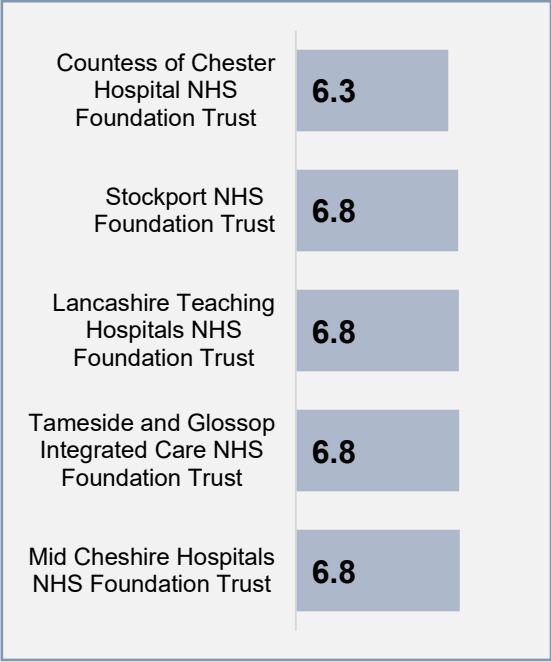 Countess of Chester
Hospital NHS
Foundation Trust
6.3
Stockport NHS
Foundation Trust
6.8
Lancashire Teaching
Hospitals NHS
Foundation Trust
6.8
Tameside and Glossop
Integrated Care NHS
Foundation Trust
6.8
Mid Cheshire Hospitals
NHS Foundation Trust
6.8